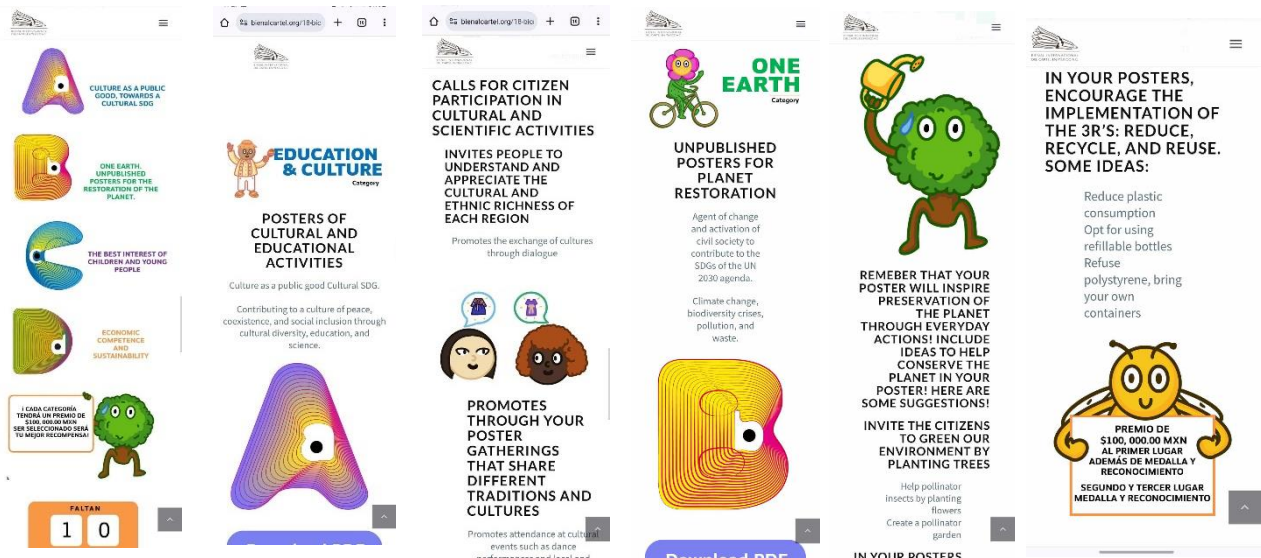 CULTURE AS A PUBLIC
GOOD, TOWARDS A
CULTURAL SDG
ONE EARTH.
UNPUBLISHED
POSTERS FOR THE
RESTORATION OF THE
PLANET.
THE BEST INTEREST OF
CHILDREN AND YOUNG
PEOPLE
ECONOMIC
COMPETENCE
AND
SUSTAINABILITY
¡ CADA CATEGORÍA
TENDRÁ UN PREMIO DE
$100, 000.00 MXN
SER SELECCIONADO SERÁ
TU MEJOR RECOMPENSA!
FALTAN
1 0
bienalcartel.org/18-bic
EDUCATION
& CULTURE
Category
POSTERS OF
CULTURAL AND
EDUCATIONAL
ACTIVITIES
Culture as a public good Cultural SDG.
Contributing to a culture of peace,
coexistence, and social inclusion through
cultural diversity, education, and
science.
bienalcartel.org/18-bio
CALLS FOR CITIZEN
PARTICIPATION IN
CULTURAL AND
SCIENTIFIC ACTIVITIES
INVITES PEOPLE TO
UNDERSTAND AND
APPRECIATE THE
CULTURAL AND
ETHNIC RICHNESS OF
EACH REGION
Promotes the exchange of cultures
through dialogue
PROMOTES
THROUGH YOUR
POSTER
GATHERINGS
THAT SHARE
DIFFERENT
TRADITIONS AND
CULTURES
Promotes attendance at cultural
events such as dance
ONE
EARTH
Category
UNPUBLISHED
POSTERS FOR
PLANET
RESTORATION
Agent of change
and activation of
civil society to
contribute to the
SDGs of the UN
2030 agenda.
Climate change,
biodiversity crises,
pollution, and
waste.
Download PDF
REMEBER THAT YOUR
POSTER WILL INSPIRE
PRESERVATION OF
THE PLANET
THROUGH EVERYDAY
ACTIONS! INCLUDE
IDEAS TO HELP
CONSERVE THE
PLANET IN YOUR
POSTER! HERE ARE
SOME SUGGESTIONS!
INVITE THE CITIZENS
TO GREEN OUR
ENVIRONMENT BY
PLANTING TREES
Help pollinator
insects by planting
flowers
Create a pollinator
garden
IN YOUR POSTERS
IN YOUR POSTERS,
ENCOURAGE THE
IMPLEMENTATION OF
THE 3R'S: REDUCE,
RECYCLE, AND REUSE.
SOME IDEAS:
Reduce plastic
consumption
Opt for using
refillable bottles
Refuse
polystyrene, bring
your own
containers
PREMIO DE
$100, 000.00 MXN
AL PRIMER LUGAR
ADEMÁS DE MEDALLA Y
RECONOCIMIENTO
SEGUNDO Y TERCER LUGAR
MEDALLA Y RECONOCIMIENTO